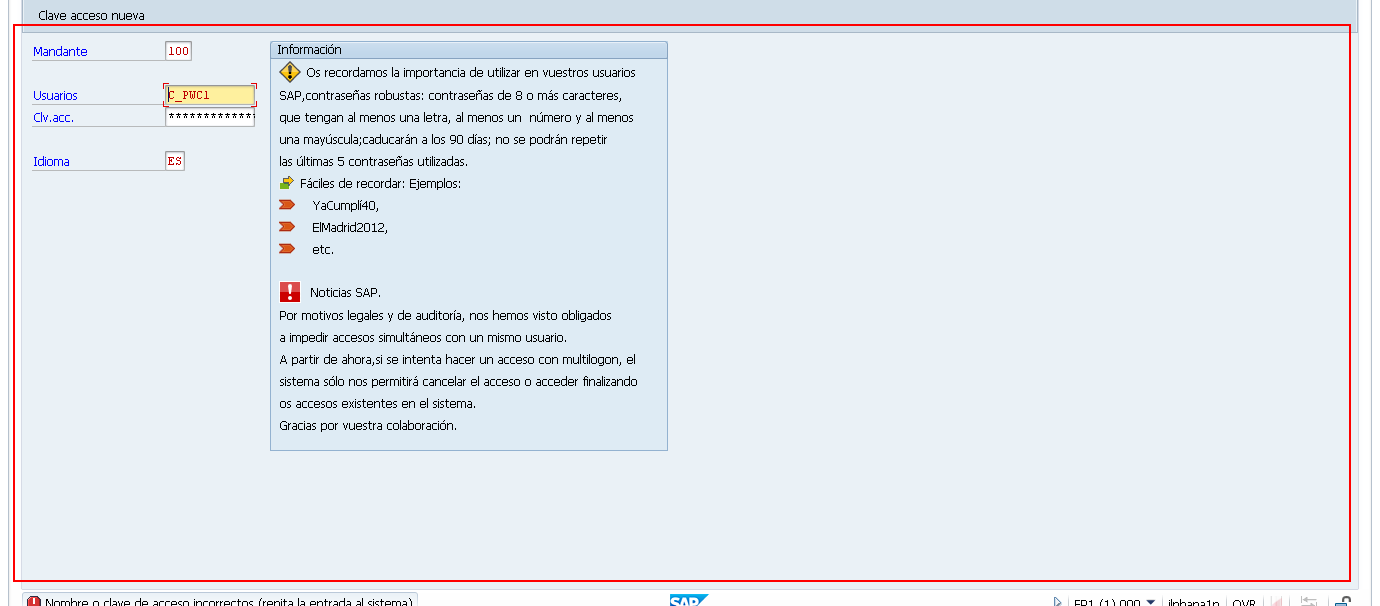 Clave acceso nueva
Mandante 100
Usuarios C_PWC1
Clv.acc. ************
Idioma ES
Información
Os recordamos la importancia de utilizar en vuestros usuarios
SAP,contraseñas robustas: contraseñas de 8 o más caracteres,
que tengan al menos una letra, al menos un número y al menos
una mayúscula;caducarán a los 90 días; no se podrán repetir
las últimas 5 contraseñas utilizadas.
Fáciles de recordar: Ejemplos:
YaCumplí40,
ElMadrid2012,
etc.
Noticias SAP.
Por motivos legales y de auditoría, nos hemos visto obligados
a impedir accesos simultáneos con un mismo usuario.
A partir de ahora,si se intenta hacer un acceso con multilogon, el
sistema sólo nos permitirá cancelar el acceso o acceder finalizando
os accesos existentes en el sistema.
Gracias por vuestra colaboración.
Nombre o clave de acceso incorrectos (repita la entrada al sistema)
SAP
(1) 000
OVR